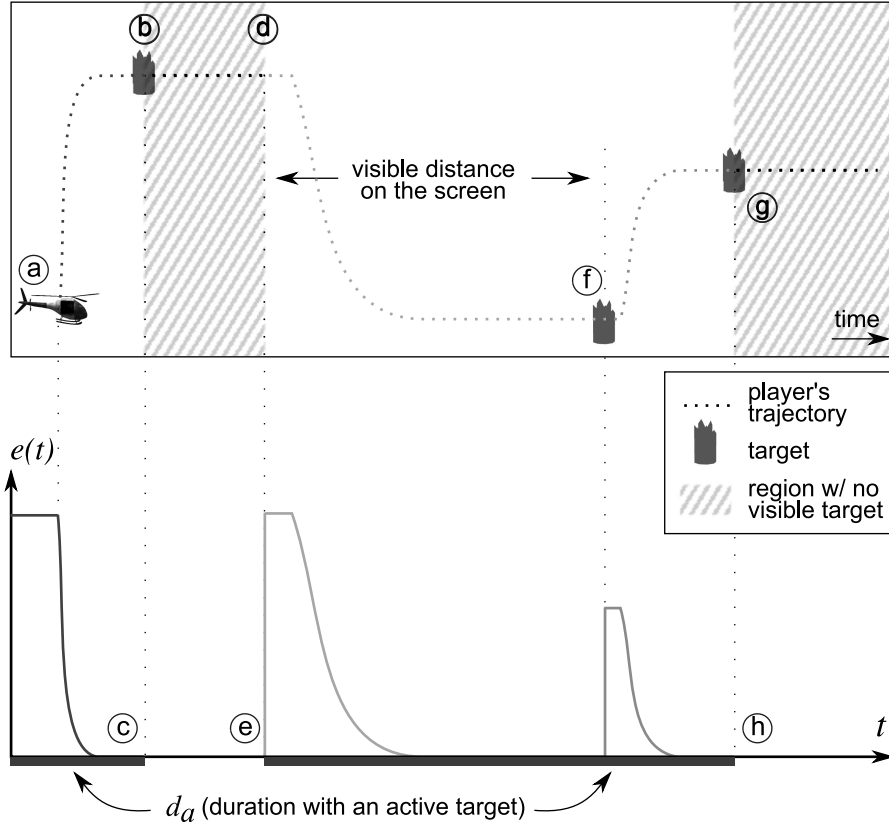 b
d
visible distance
on the screen
a
g
f
time
player's
trajectory
target
region w/ no
visible target
e(t)
c
e
h
t
d_a (duration with an active target)